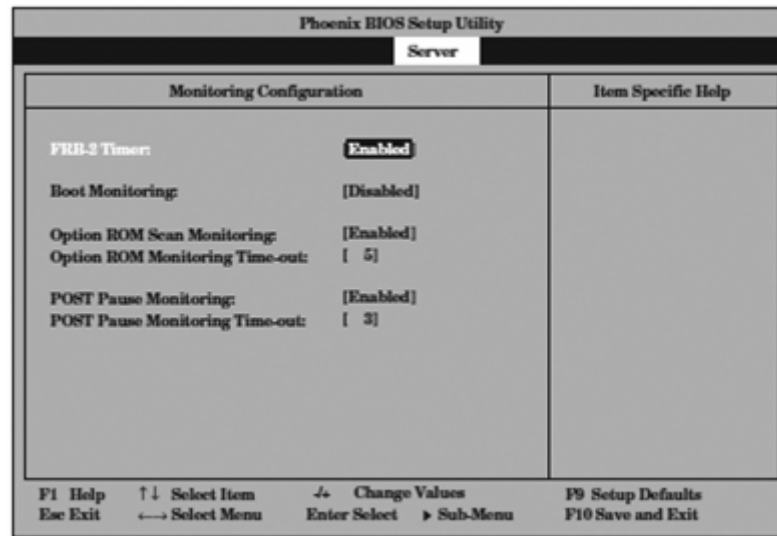 Phoenix BIOS Setup Utility
Server
Monitoring Configuration
Item Specific Help
FRB-2 Timer: [Enabled]
Boot Monitoring: [Disabled]
Option ROM Scan Monitoring: [Enabled]
Option ROM Monitoring Time-out: [ 5]
POST Pause Monitoring: [Enabled]
POST Pause Monitoring Time-out: [ 3]
F1 Help ↑↓ Select Item -/+ Change Values F9 Setup Defaults
Esc Exit ←→ Select Menu Enter Select ▶ Sub-Menu F10 Save and Exit